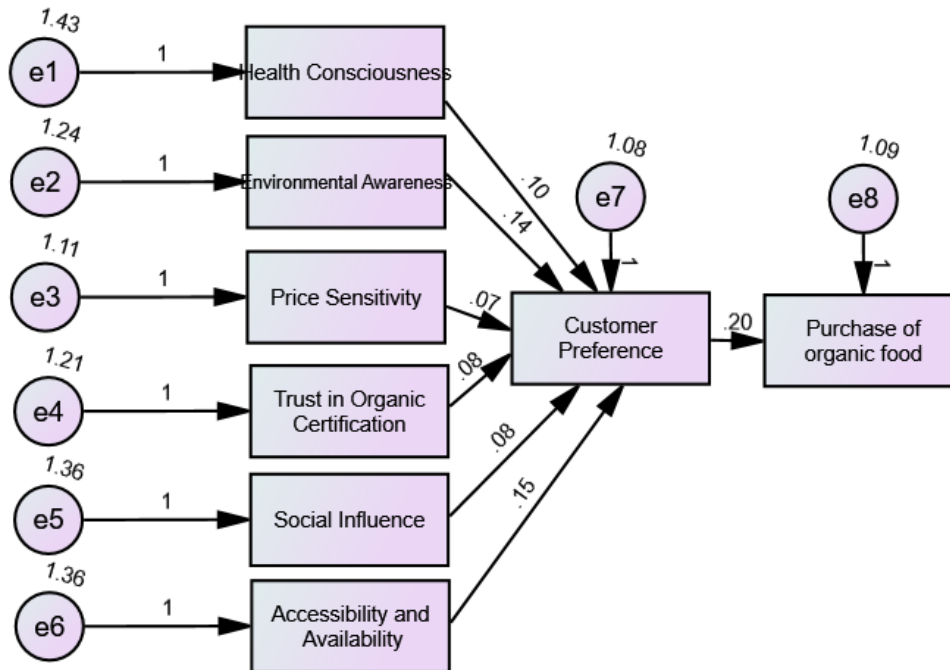 1.43
e1
1
Health Consciousness
1.24
e2
1
Environmental Awareness
1.11
e3
1
Price Sensitivity
1.21
e4
1
Trust in Organic
Certification
1.36
e5
1
Social Influence
1.36
e6
1
Accessibility and
Availability
.10
.14
.07
.08
.08
.15
1.08
e7
1
Customer
Preference
.20
1.09
e8
1
Purchase of
organic food